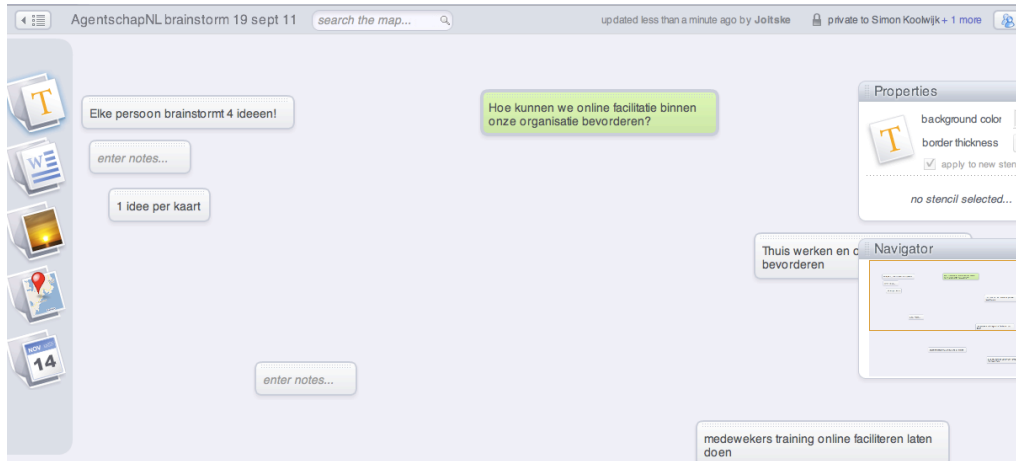 AgentschapNL brainstorm 19 sept 11
search the map...
updated less than a minute ago by Joitske
private to Simon Koolwijk + 1 more
T
W
NOV
14
Elke persoon brainstormt 4 ideeen!
enter notes...
1 idee per kaart
enter notes...
Hoe kunnen we online facilitatie binnen
onze organisatie bevorderen?
Thuis werken en
bevorderen
medewekers training online faciliteren laten
doen
Properties
T
background color
border thickness
apply to new
no stencil selected...
Navigator